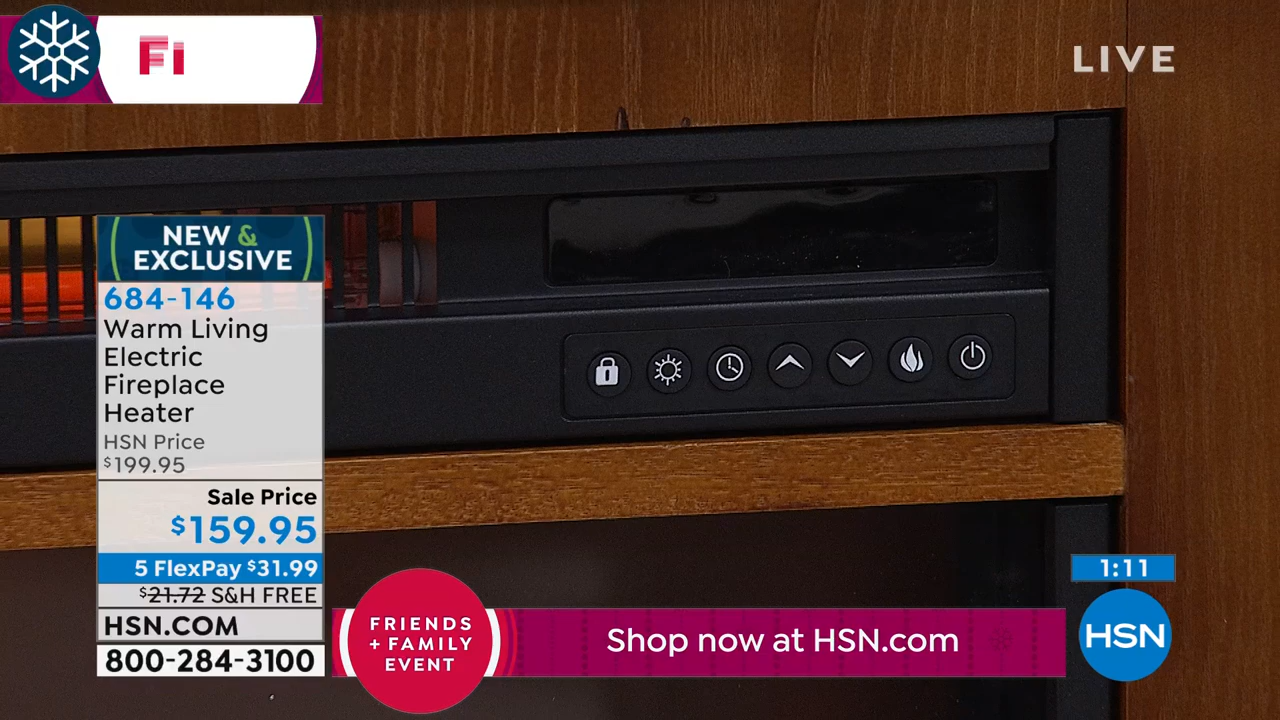 FI
LIVE
NEW &
EXCLUSIVE
684-146
Warm Living
Electric
Fireplace
Heater
HSN Price
$199.95
Sale Price
$159.95
5 FlexPay $31.99
$21.72 S&H FREE
HSN.COM
800-284-3100
FRIENDS
+ FAMILY
EVENT
Shop now at HSN.com
1:11
HSN